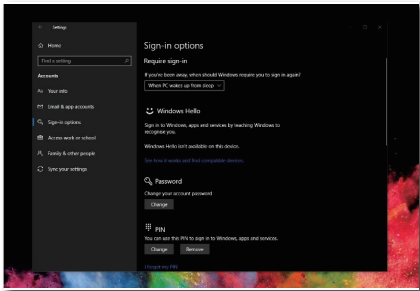 Settings
Home
Find a setting
Accounts
Your info
Email & app accounts
Sign-in options
Access work or school
Family & other people
Sync your settings
Sign-in options
Require sign-in
If you've been away, when should Windows require you to sign in again?
When PC wakes up from sleep
Windows Hello
Sign in to Windows, apps and services by teaching Windows to
recognise you.
Windows Hello isn't available on this device.
See how it works and find compatible devices.
Password
Change your account password
Change
PIN
You can use this PIN to sign in to Windows, apps and services.
Change
Remove
I forgot my PIN